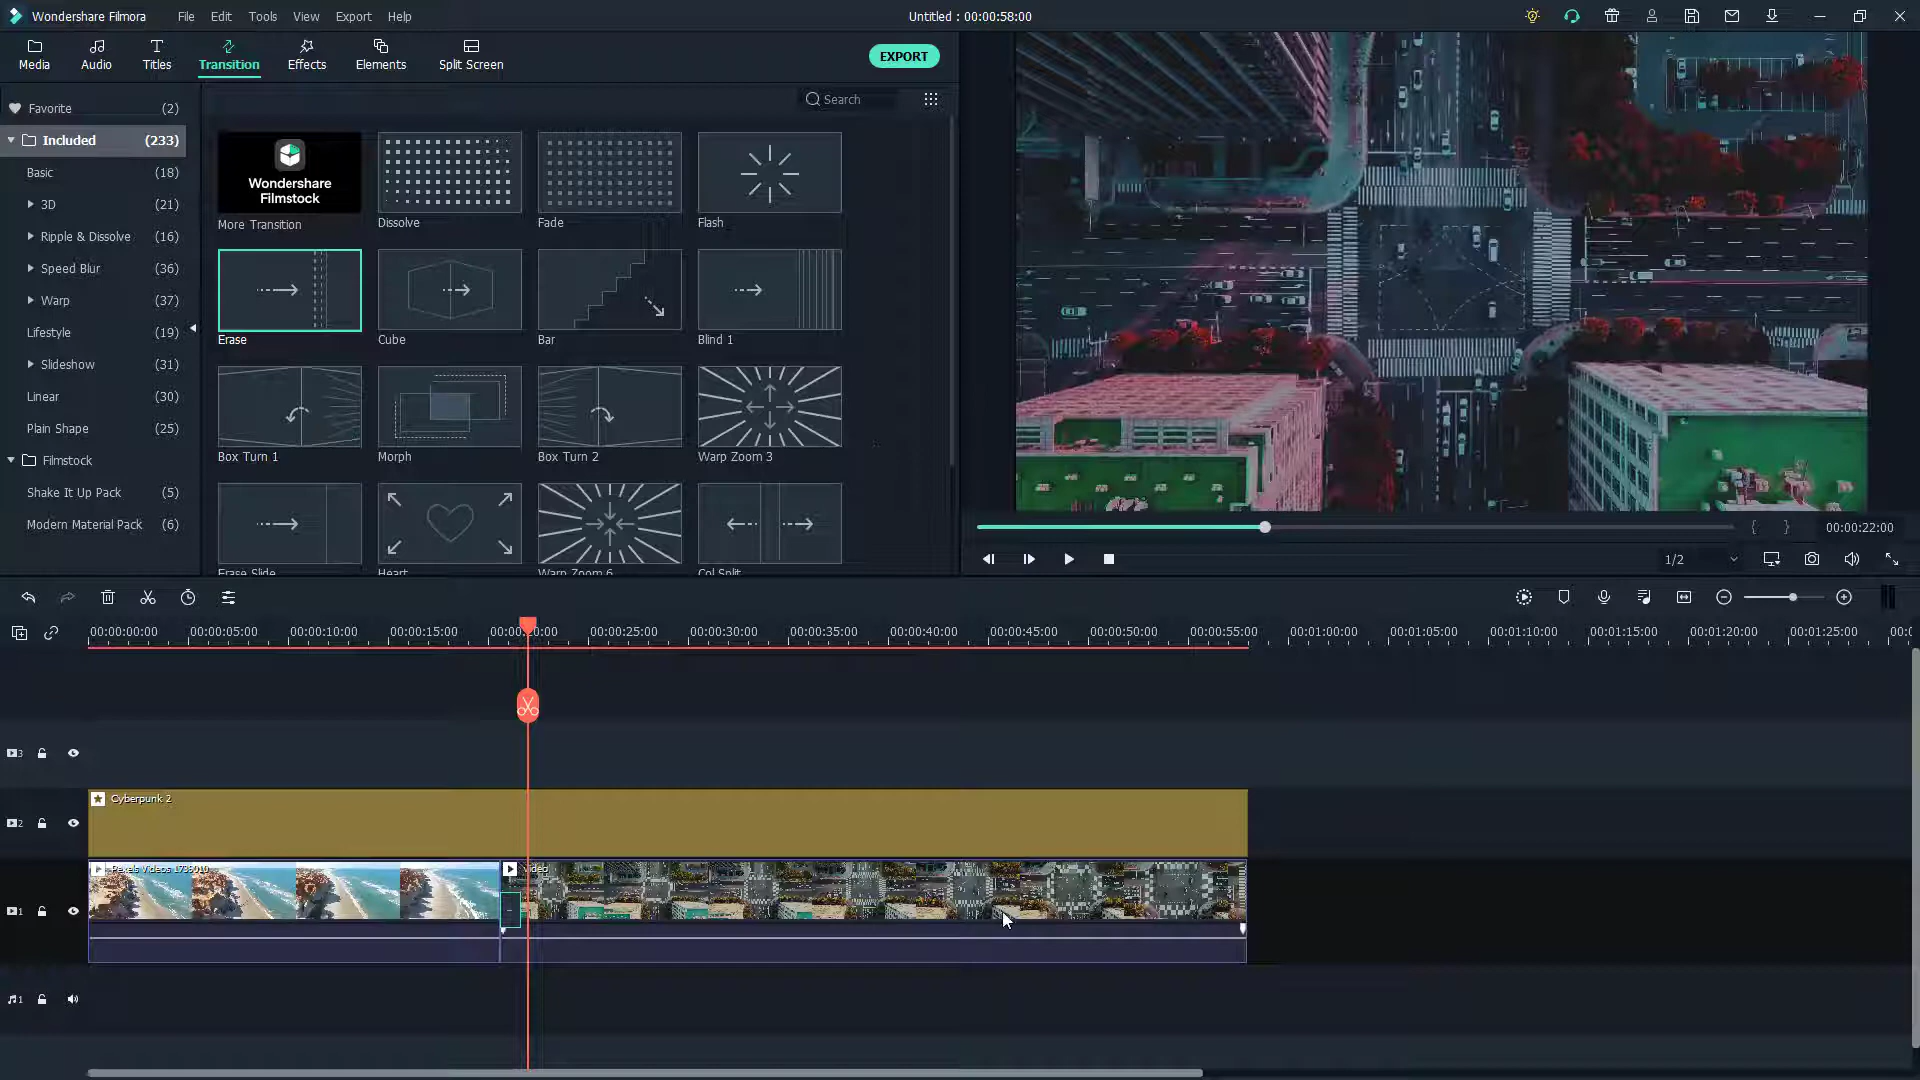 Wondershare Filmora
File
Edit
Tools
View
Export
Help
Untitled : 00:00:58:00
Media
Audio
Titles
Transition
Effects
Elements
Split Screen
EXPORT
Favorite (2)
Included (233)
Basic (18)
3D (21)
Ripple & Dissolve (16)
Speed Blur (36)
Warp (37)
Lifestyle (19)
Slideshow (31)
Linear (30)
Plain Shape (25)
Filmstock
Shake It Up Pack (5)
Modern Material Pack (6)
Search
Wondershare
Filmstock
More Transition
Dissolve
Fade
Flash
Erase
Cube
Bar
Blind 1
Box Turn 1
Morph
Box Turn 2
Warp Zoom 3
Erase Slide
Heart
Warp Zoom 6
Col Split
{ }
00:00:22:00
1/2
00:00:00:00
00:00:05:00
00:00:10:00
00:00:15:00
00:00:20:00
00:00:25:00
00:00:30:00
00:00:35:00
00:00:40:00
00:00:45:00
00:00:50:00
00:00:55:00
00:01:00:00
00:01:05:00
00:01:10:00
00:01:15:00
00:01:20:00
00:01:25:00
3
2
Cyberpunk 2
Pexels Videos 1739010
video
1
1